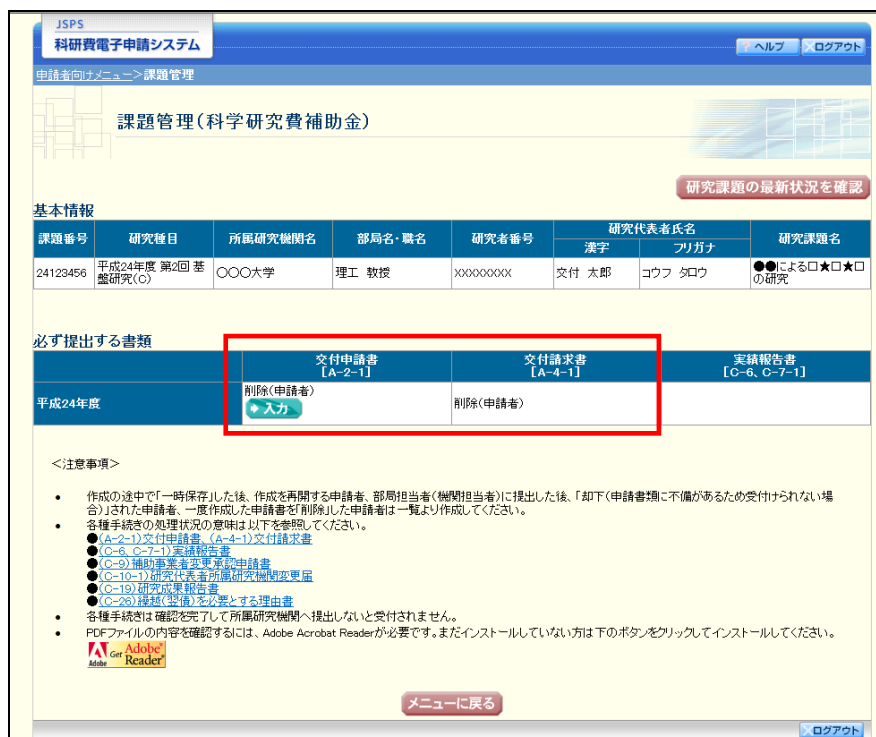 JSPS
科研費電子申請システム
? ヘルプ
×ログアウト
申請者向けメニュー>課題管理
課題管理(科学研究費補助金)
研究課題の最新状況を確認
基本情報
課題番号 研究種目 所属研究機関名 部局名・職名 研究者番号 研究代表者氏名 研究課題名
漢字 フリガナ
24123456 平成24年度 第2回 基盤研究(C) ○○○大学 理工 教授 XXXXXXXX 交付 太郎 コウフ タロウ ●●による□★□★□の研究
必ず提出する書類
交付申請書 交付請求書 実績報告書
[A-2-1] [A-4-1] [C-6、C-7-1]
平成24年度 削除(申請者) 削除(申請者)
入力
<注意事項>
• 作成の途中で「一時保存」した後、作成を再開する申請者、部局担当者(機関担当者)に提出した後、「却下(申請書類に不備があるため受付けられない場
合)」された申請者、一度作成した申請書を「削除」した申請者は一覧より作成してください。
• 各種手続きの処理状況の意味は以下を参照してください。
●(A-2-1)交付申請書、(A-4-1)交付請求書
●(C-6、C-7-1)実績報告書
●(C-9)補助事業者変更承認申請書
●(C-10-1)研究代表者所属研究機関変更届
●(C-19)研究成果報告書
●(C-26)繰越(翌債)を必要とする理由書
• 各種手続きは確認を完了して所属研究機関へ提出しないと受付されません。
• PDFファイルの内容を確認するには、Adobe Acrobat Readerが必要です。まだインストールしていない方は下のボタンをクリックしてインストールしてください。
Adobe Get Adobe Reader
メニューに戻る
×ログアウト